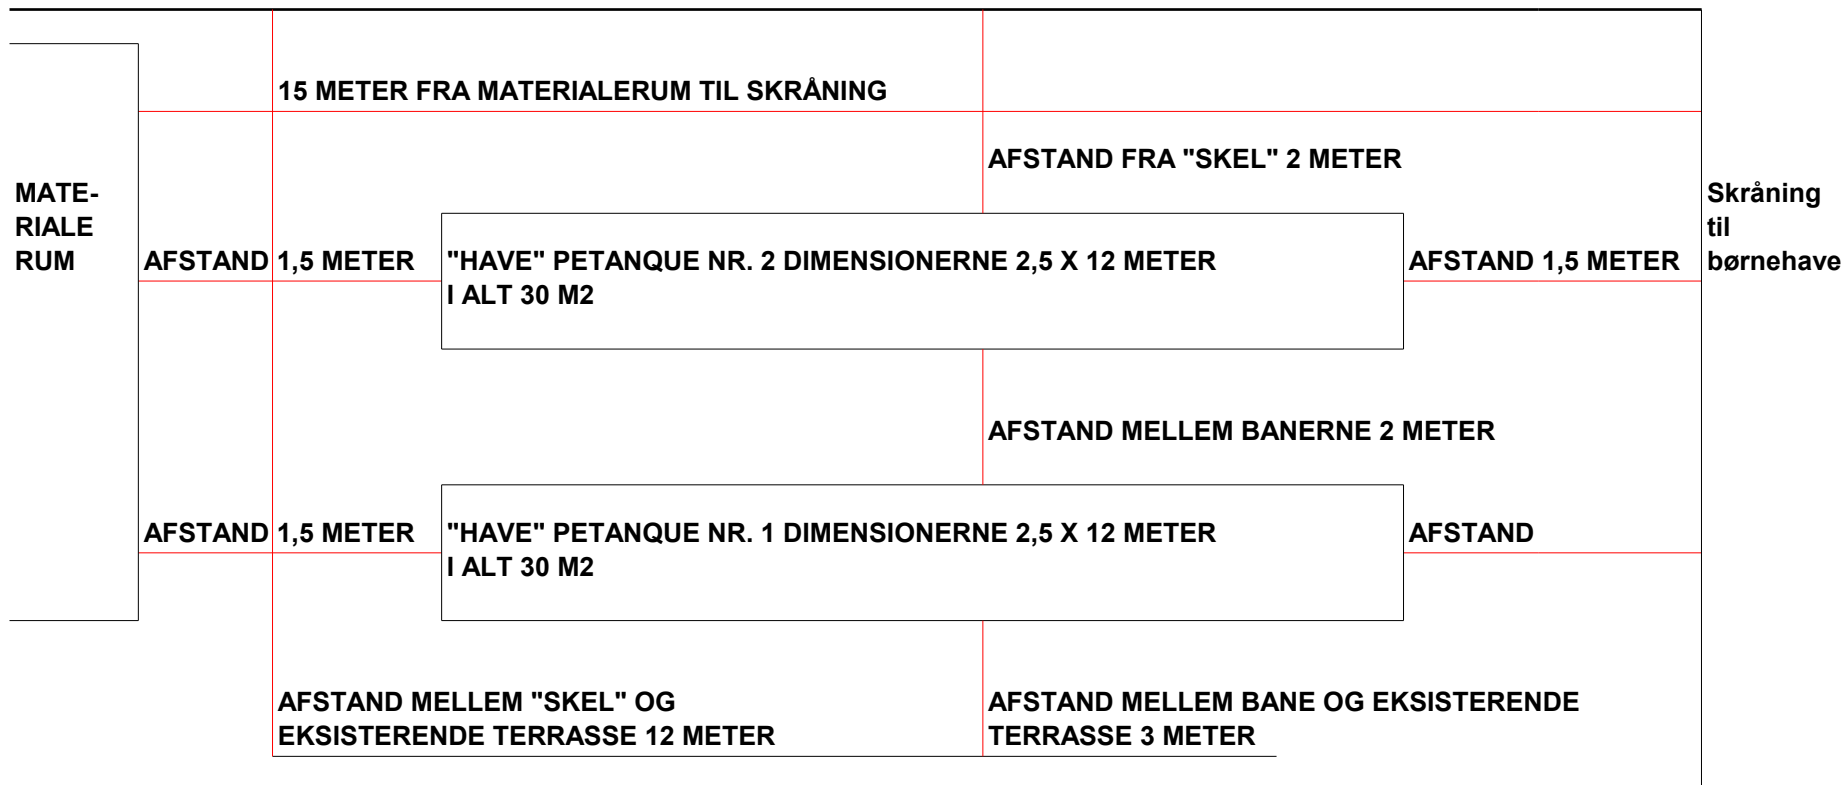 15 METER FRA MATERIALERUM TIL SKRÅNING
AFSTAND FRA "SKEL" 2 METER
MATE-
RIALE
RUM
Skråning
til
børnehave
AFSTAND 1,5 METER
"HAVE" PETANQUE NR. 2 DIMENSIONERNE 2,5 X 12 METER
I ALT 30 M2
AFSTAND 1,5 METER
AFSTAND MELLEM BANERNE 2 METER
AFSTAND 1,5 METER
"HAVE" PETANQUE NR. 1 DIMENSIONERNE 2,5 X 12 METER
I ALT 30 M2
AFSTAND
AFSTAND MELLEM "SKEL" OG
EKSISTERENDE TERRASSE 12 METER
AFSTAND MELLEM BANE OG EKSISTERENDE
TERRASSE 3 METER